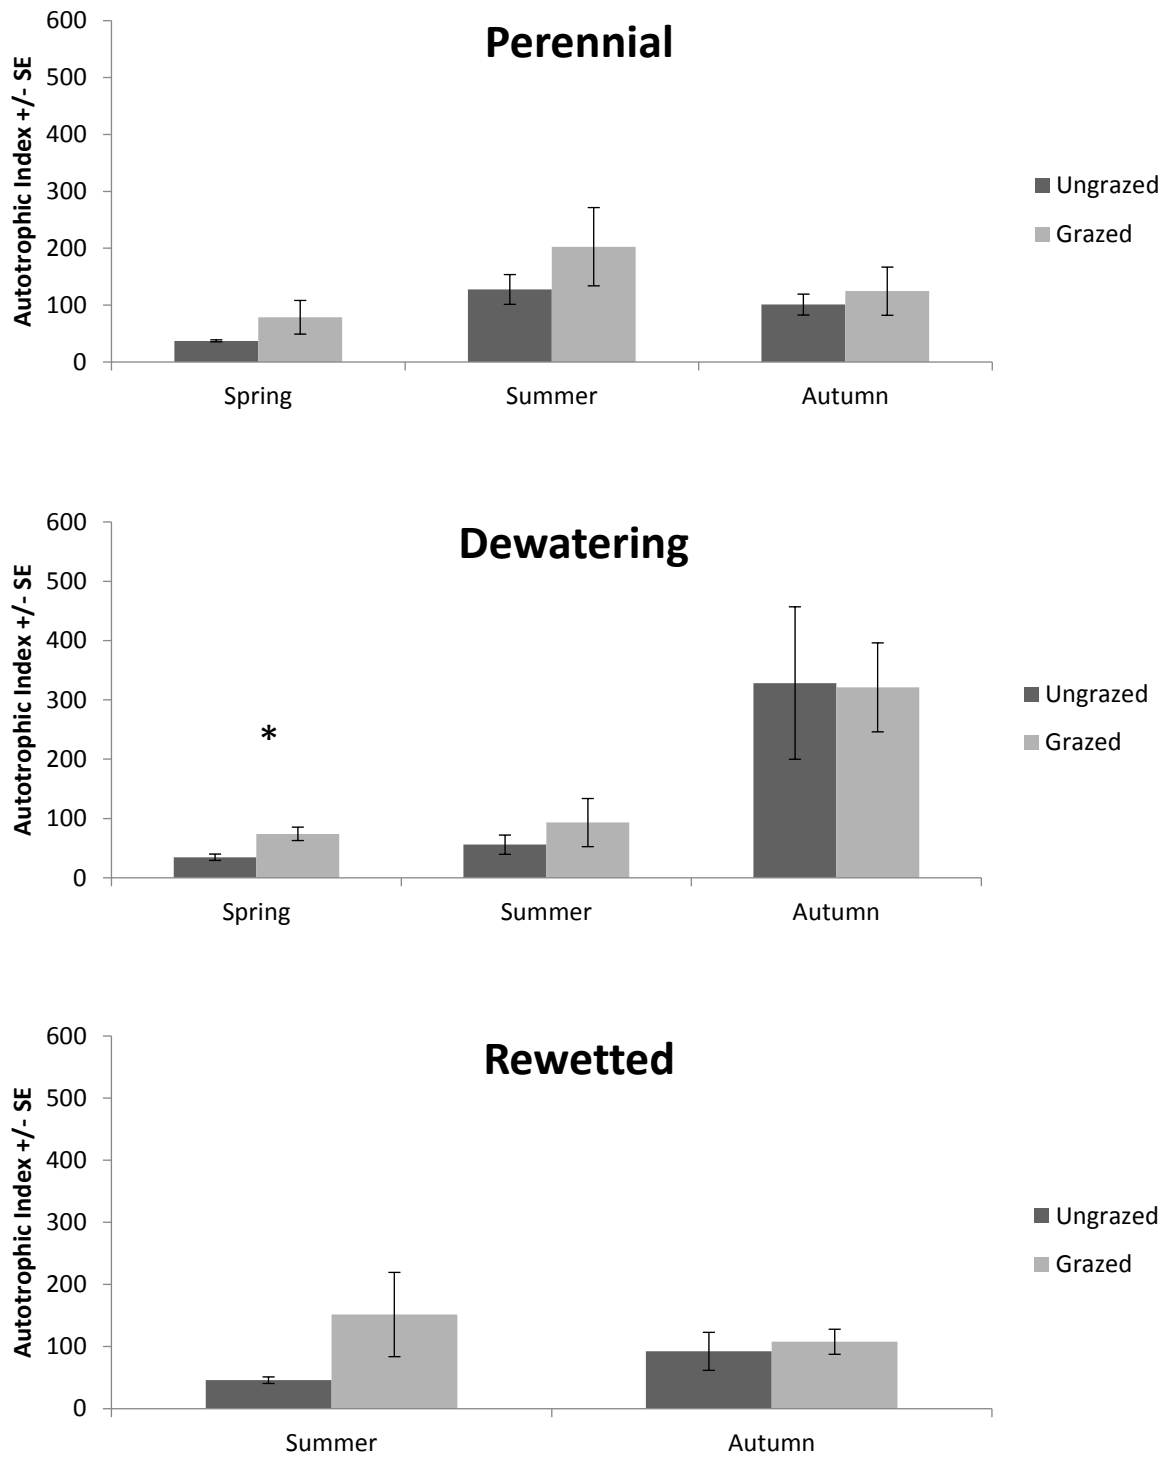 Perennial
Autotrophic Index +/- SE
600
500
400
300
200
100
0
Spring Summer Autumn
Ungrazed
Grazed
Dewatering
Autotrophic Index +/- SE
600
500
400
300
200
100
0
*
Spring Summer Autumn
Ungrazed
Grazed
Rewetted
Autotrophic Index +/- SE
600
500
400
300
200
100
0
Summer Autumn
Ungrazed
Grazed